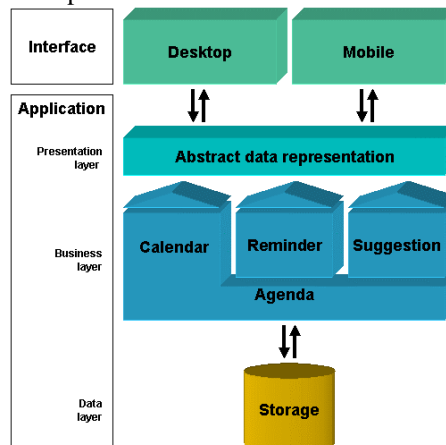 Interface
Desktop
Mobile
Application
Presentation
layer
Abstract data representation
Calendar
Reminder
Suggestion
Business
layer
Agenda
Data
layer
Storage